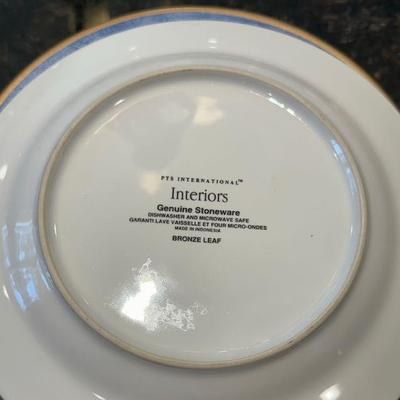 PTS INTERNATIONAL™
Interiors
Genuine Stoneware
DISHWASHER AND MICROWAVE SAFE
GARANTI LAVE VAISSELLE ET FOUR MICRO-ONDES
MADE IN INDONESIA
BRONZE LEAF